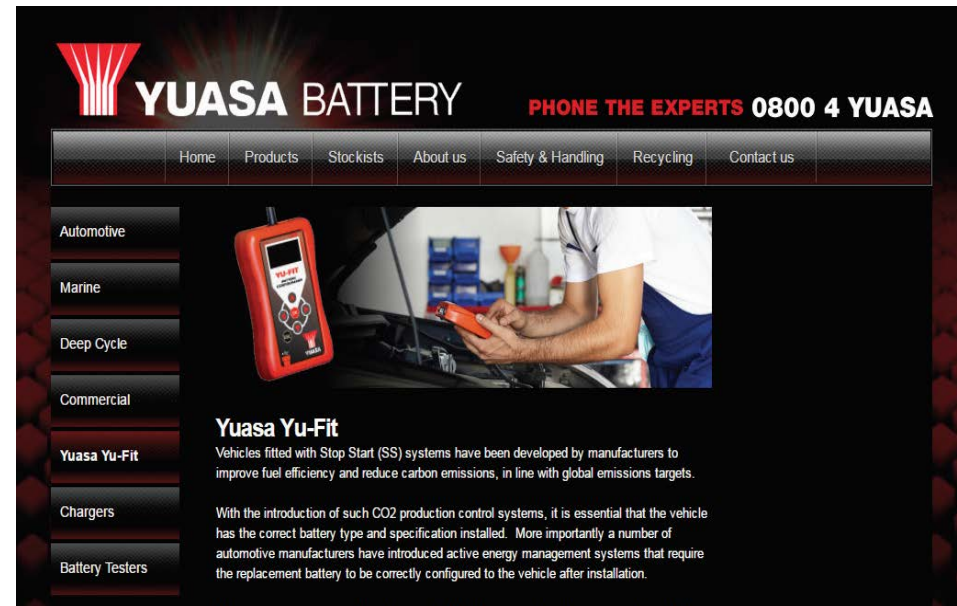 YUASA BATTERY
PHONE THE EXPERTS 0800 4 YUASA
Home Products Stockists About us Safety & Handling Recycling Contact us
Automotive
Marine
Deep Cycle
Commercial
Yuasa Yu-Fit
Chargers
Battery Testers
YU-FIT
YUASA
Yuasa Yu-Fit
Vehicles fitted with Stop Start (SS) systems have been developed by manufacturers to
improve fuel efficiency and reduce carbon emissions, in line with global emissions targets.
With the introduction of such CO2 production control systems, it is essential that the vehicle
has the correct battery type and specification installed. More importantly a number of
automotive manufacturers have introduced active energy management systems that require
the replacement battery to be correctly configured to the vehicle after installation.